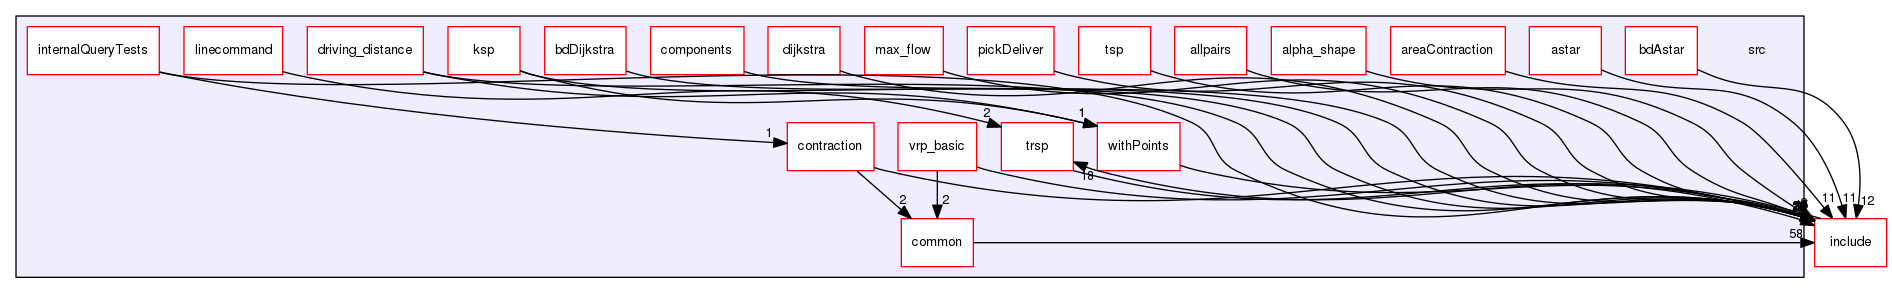 internalQueryTests
linecommand
driving_distance
ksp
bdDijkstra
components
dijkstra
max_flow
pickDeliver
tsp
allpairs
alpha_shape
areaContraction
astar
bdAstar
src
2
1
1
contraction
vrp_basic
trsp
withPoints
18
2
2
11
11
12
common
58
include